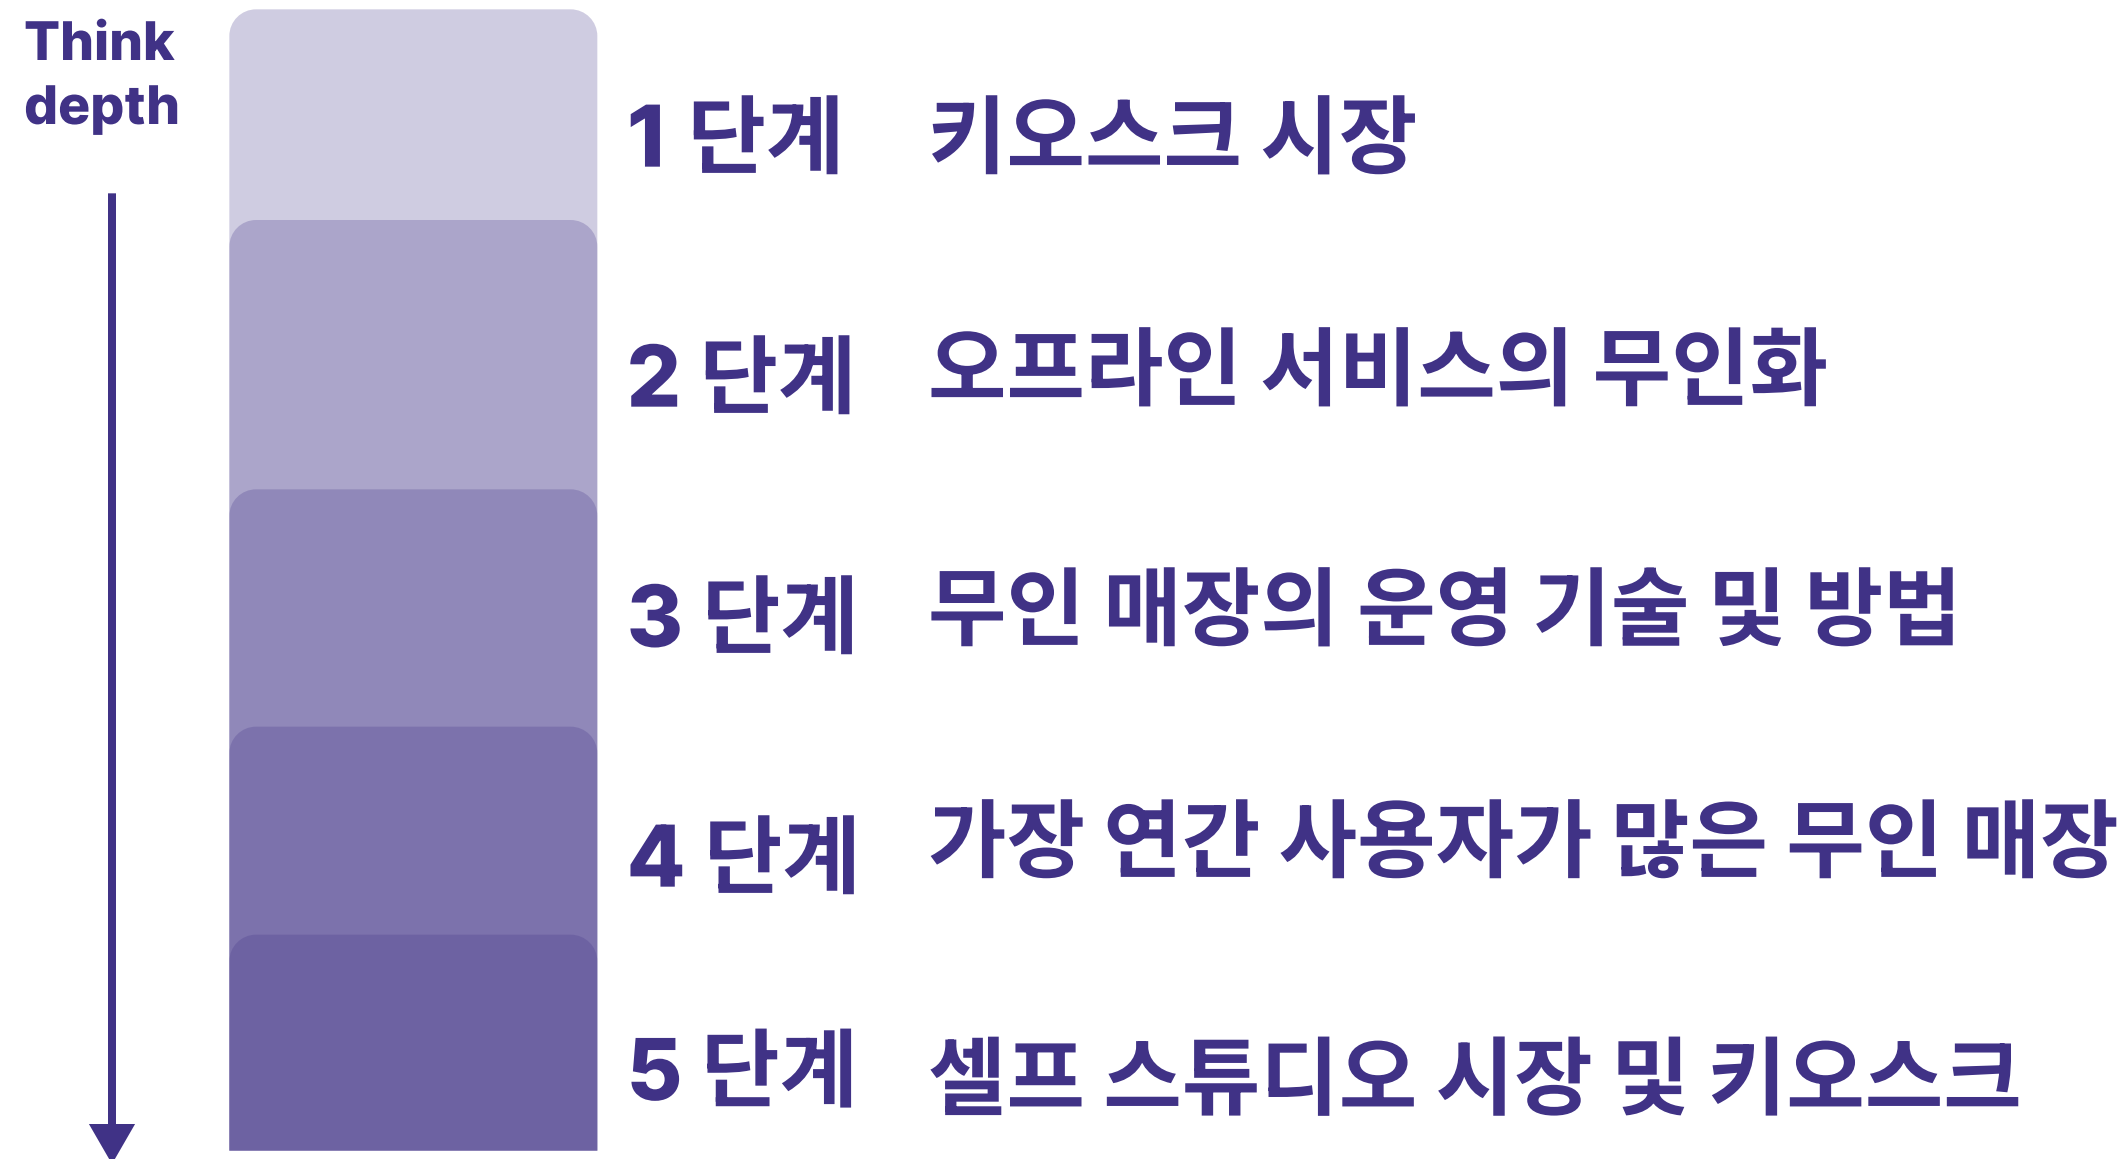 Think
depth
1 단계 키오스크 시장
2 단계 오프라인 서비스의 무인화
3 단계 무인 매장의 운영 기술 및 방법
4 단계 가장 연간 사용자가 많은 무인 매장
5 단계 셀프 스튜디오 시장 및 키오스크